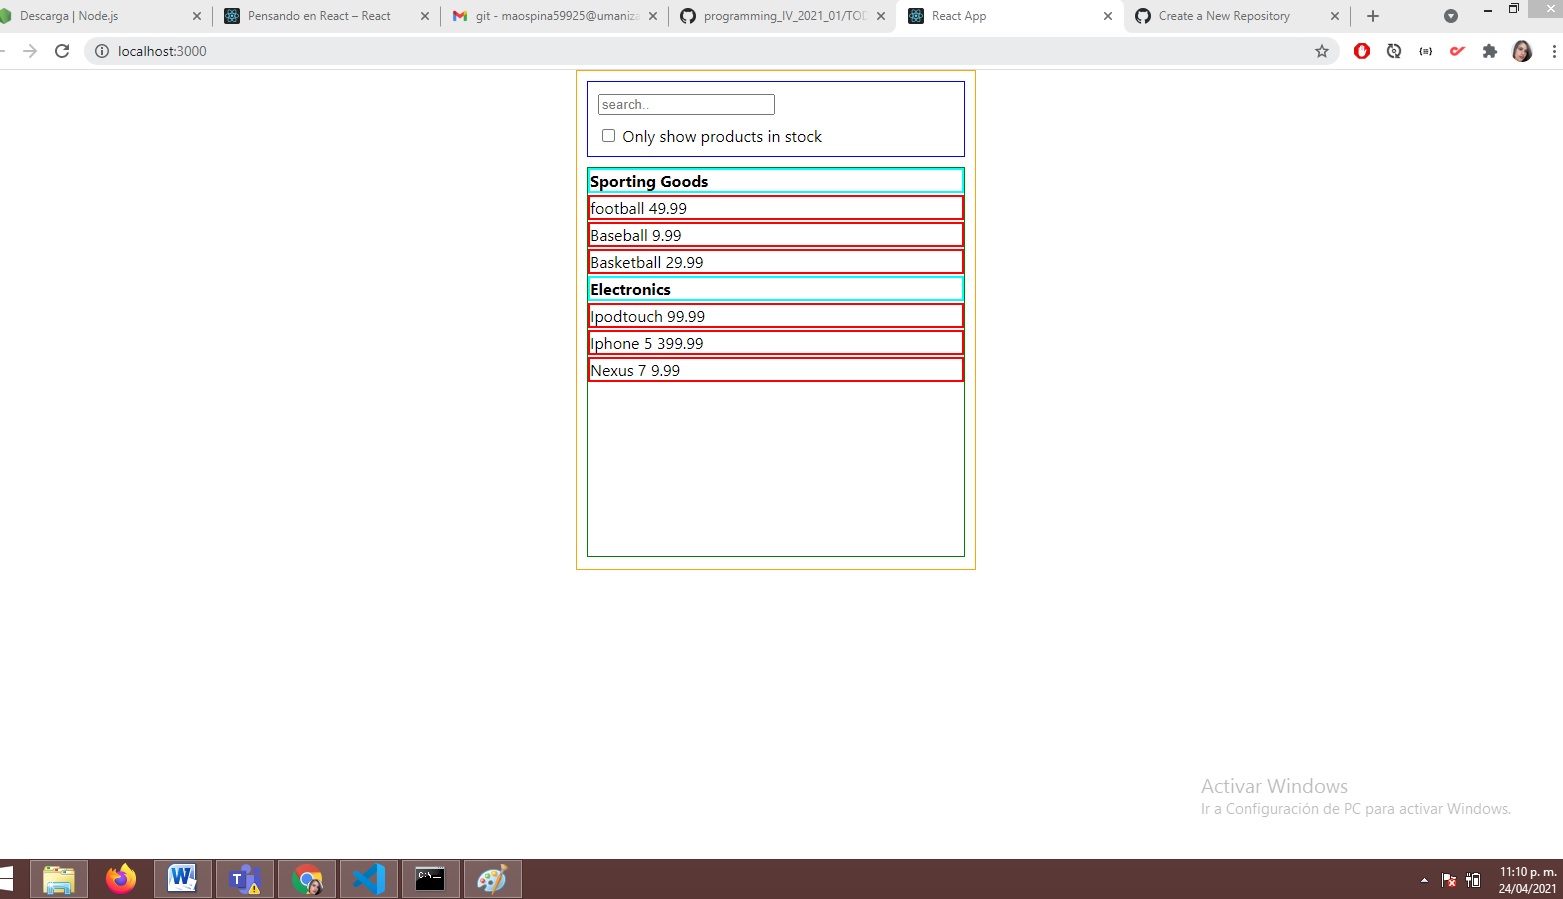 Descarga | Node.js
Pensando en React – React
git - maospina59925@umaniza
programming_IV_2021_01/TOD
React App
Create a New Repository
localhost:3000
search..
Only show products in stock
Sporting Goods
football 49.99
Baseball 9.99
Basketball 29.99
Electronics
Ipodtouch 99.99
Iphone 5 399.99
Nexus 7 9.99
Activar Windows
Ir a Configuración de PC para activar Windows.
C:\_
11:10 p. m.
24/04/2021